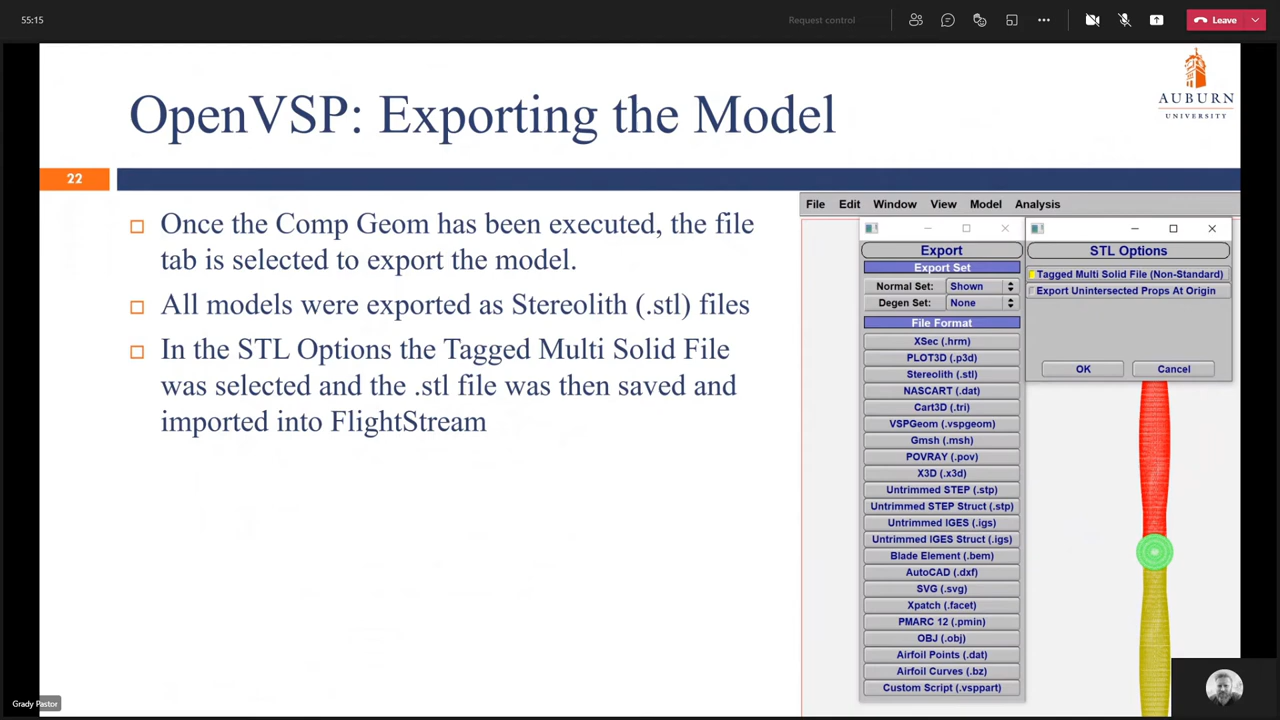 55:15
Request control
Leave
OpenVSP: Exporting the Model
AUBURN
UNIVERSITY
22
Once the Comp Geom has been executed, the file
tab is selected to export the model.
All models were exported as Stereolith (.stl) files
In the STL Options the Tagged Multi Solid File
was selected and the .stl file was then saved and
imported into FlightStream
File Edit Window View Model Analysis
Export
Export Set
Normal Set: Shown
Degen Set: None
File Format
XSec (.hrm)
PLOT3D (.p3d)
Stereolith (.stl)
NASCART (.dat)
Cart3D (.tri)
VSPGeom (.vspgeom)
Gmsh (.msh)
POVRAY (.pov)
X3D (.x3d)
Untrimmed STEP (.stp)
Untrimmed STEP Struct (.stp)
Untrimmed IGES (.igs)
Untrimmed IGES Struct (.igs)
Blade Element (.bem)
AutoCAD (.dxf)
SVG (.svg)
Xpatch (.facet)
PMARC 12 (.pmin)
OBJ (.obj)
Airfoil Points (.dat)
Airfoil Curves (.bz)
Custom Script (.vsppart)
STL Options
Tagged Multi Solid File (Non-Standard)
Export Unintersected Props At Origin
OK Cancel
Grady Pastor